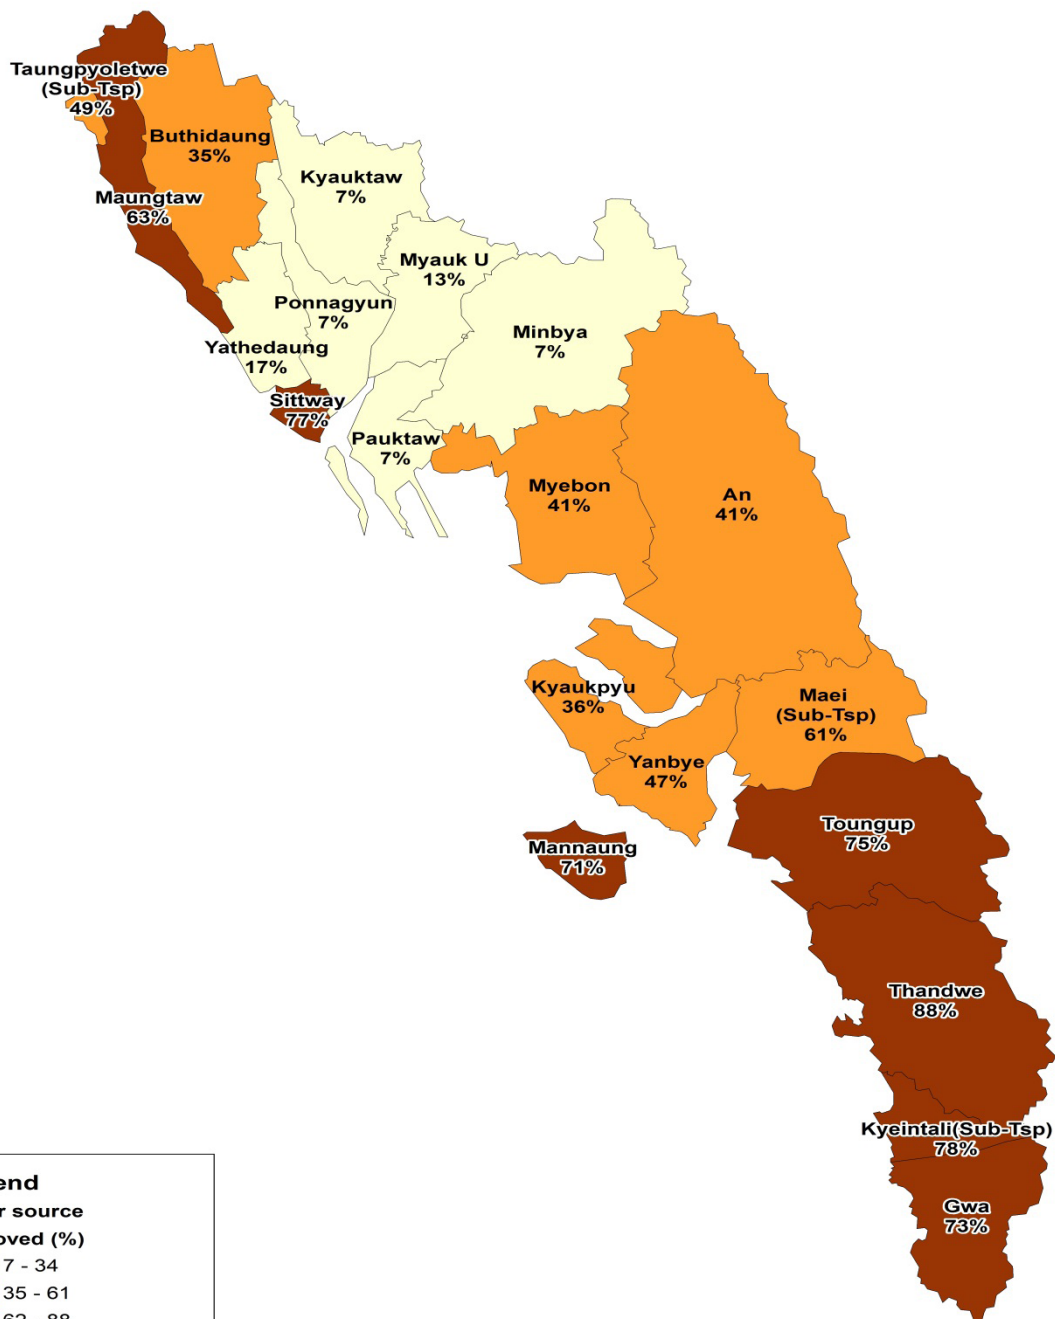 Taungpyoletwe
(Sub-Tsp)
49%
Buthidaung
35%
Kyauktaw
7%
Maungtaw
63%
Myauk U
13%
Ponnagyun
7%
Minbya
7%
Yathedaung
17%
Sittway
77%
Pauktaw
7%
Myebon
41%
An
41%
Kyaukpyu
36%
Maei
(Sub-Tsp)
61%
Yanbye
47%
Toungup
75%
Mannaung
71%
Thandwe
88%
Kyeintali(Sub-Tsp)
78%
Gwa
73%
end
r source
oved (%)
7 - 34
35 - 61
62 - 88